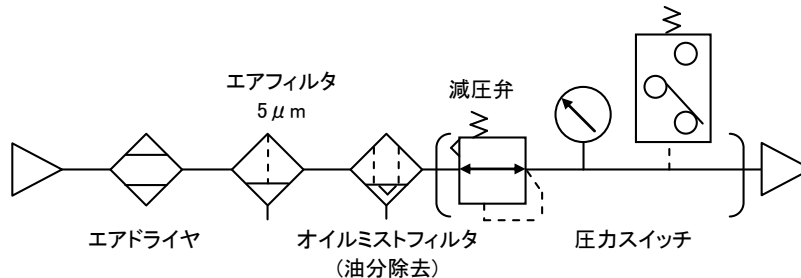 エアフィルタ
5μm
減圧弁
エアドライヤ
オイルミストフィルタ
(油分除去)
圧力スイッチ